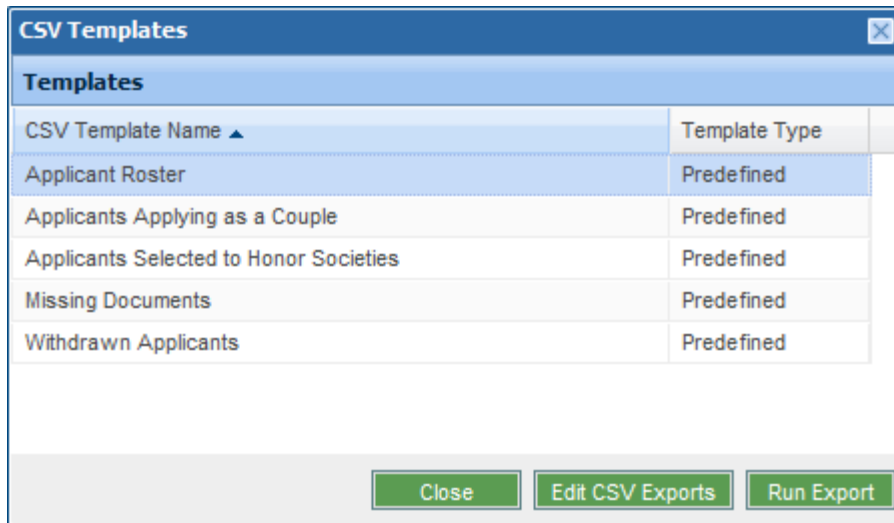 CSV Templates
Templates
CSV Template Name Template Type
Applicant Roster Predefined
Applicants Applying as a Couple Predefined
Applicants Selected to Honor Societies Predefined
Missing Documents Predefined
Withdrawn Applicants Predefined
Close Edit CSV Exports Run Export